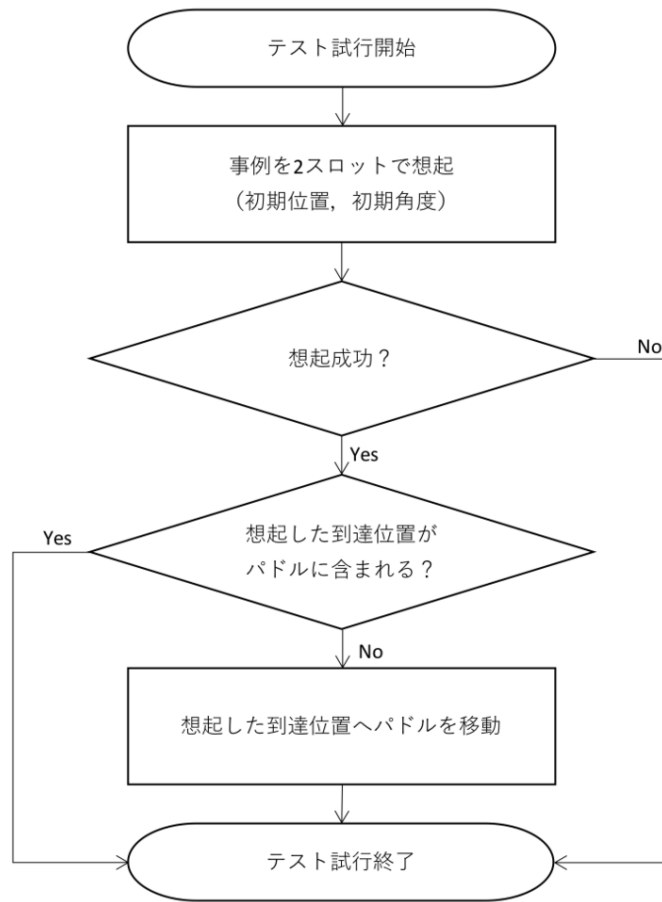 テスト試行開始
事例を2スロットで想起
（初期位置，初期角度）
想起成功？
No
Yes
Yes
想起した到達位置が
パドルに含まれる？
No
想起した到達位置へパドルを移動
テスト試行終了